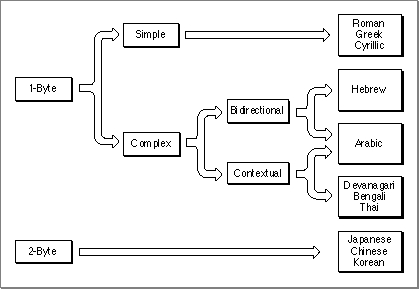 1-Byte
Simple
Complex
Bidirectional
Contextual
Roman
Greek
Cyrillic
Hebrew
Arabic
Devanagari
Bengali
Thai
2-Byte
Japanese
Chinese
Korean